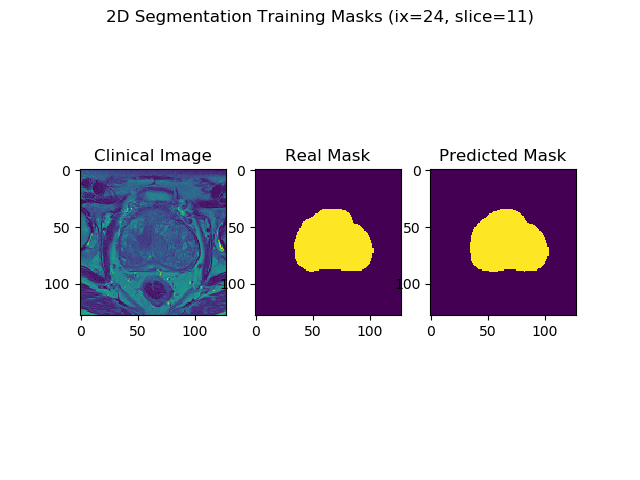 2D Segmentation Training Masks (ix=24, slice=11)
Clinical Image Real Mask Predicted Mask
0 0 0
50 50 50
100 100 100
0 50 100 0 50 100 0 50 100